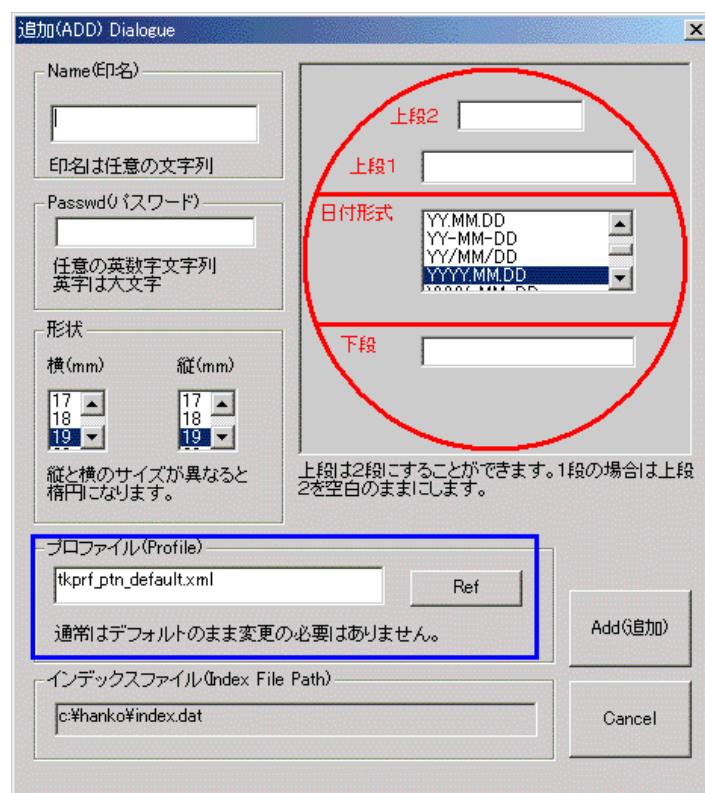 追加(ADD) Dialogue
Name(印名)
印名は任意の文字列
Passwd(パスワード)
任意の英数字文字列
英字は大文字
形状
横(mm)
縦(mm)
17
18
19
17
18
19
縦と横のサイズが異なると
楕円になります。
上段2
上段1
日付形式
YY.MM.DD
YY-MM-DD
YY/MM/DD
YYYY.MM.DD
下段
上段は2段にすることができます。1段の場合は上段
2を空白のままにします。
プロファイル(Profile)
tkprf_ptn_default.xml
Ref
通常はデフォルトのまま変更の必要はありません。
インデックスファイル(Index File
Path)
c:¥hanko¥index.dat
Add(追加)
Cancel